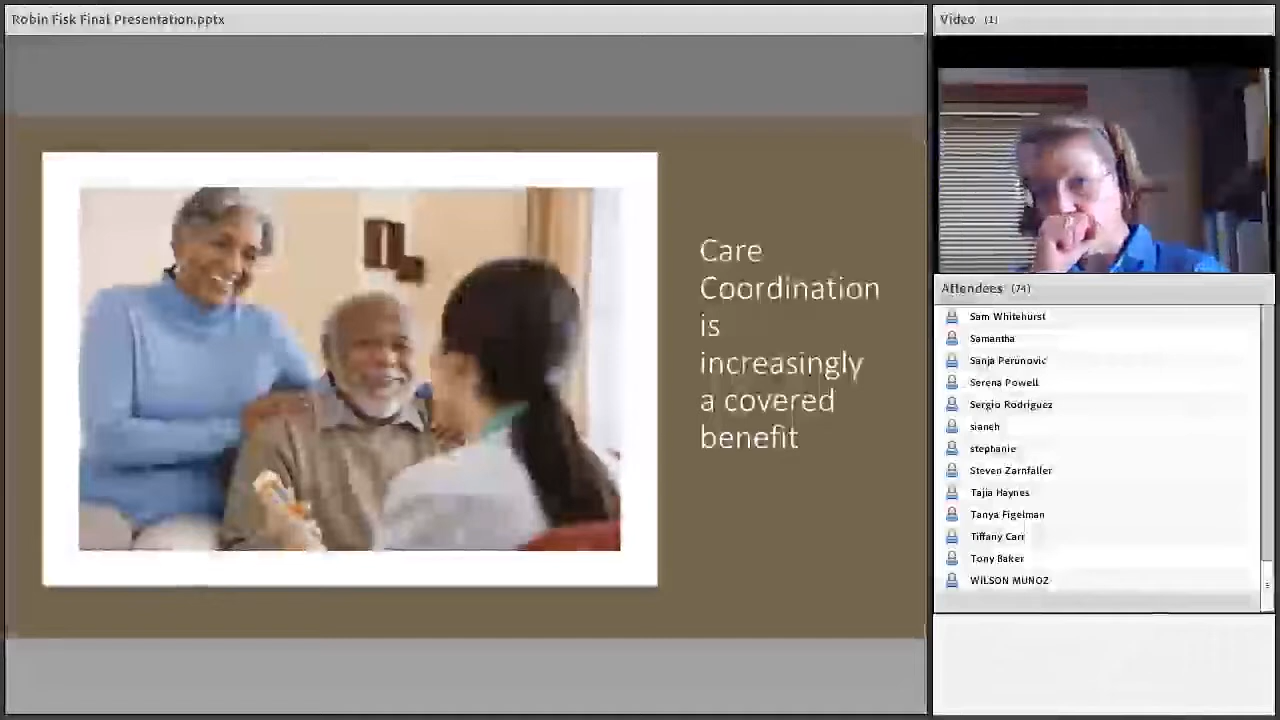 Robin Fisk Final Presentation.pptx
Care
Coordination
is
increasingly
a covered
benefit
Video (1)
Attendees (74)
Sam Whitehurst
Samantha
Sanja Perunovic
Serena Powell
Sergio Rodriguez
sianeh
stephanie
Steven Zarnfaller
Tajia Haynes
Tanya Figelman
Tiffany Carr
Tony Baker
WILSON MUNOZ